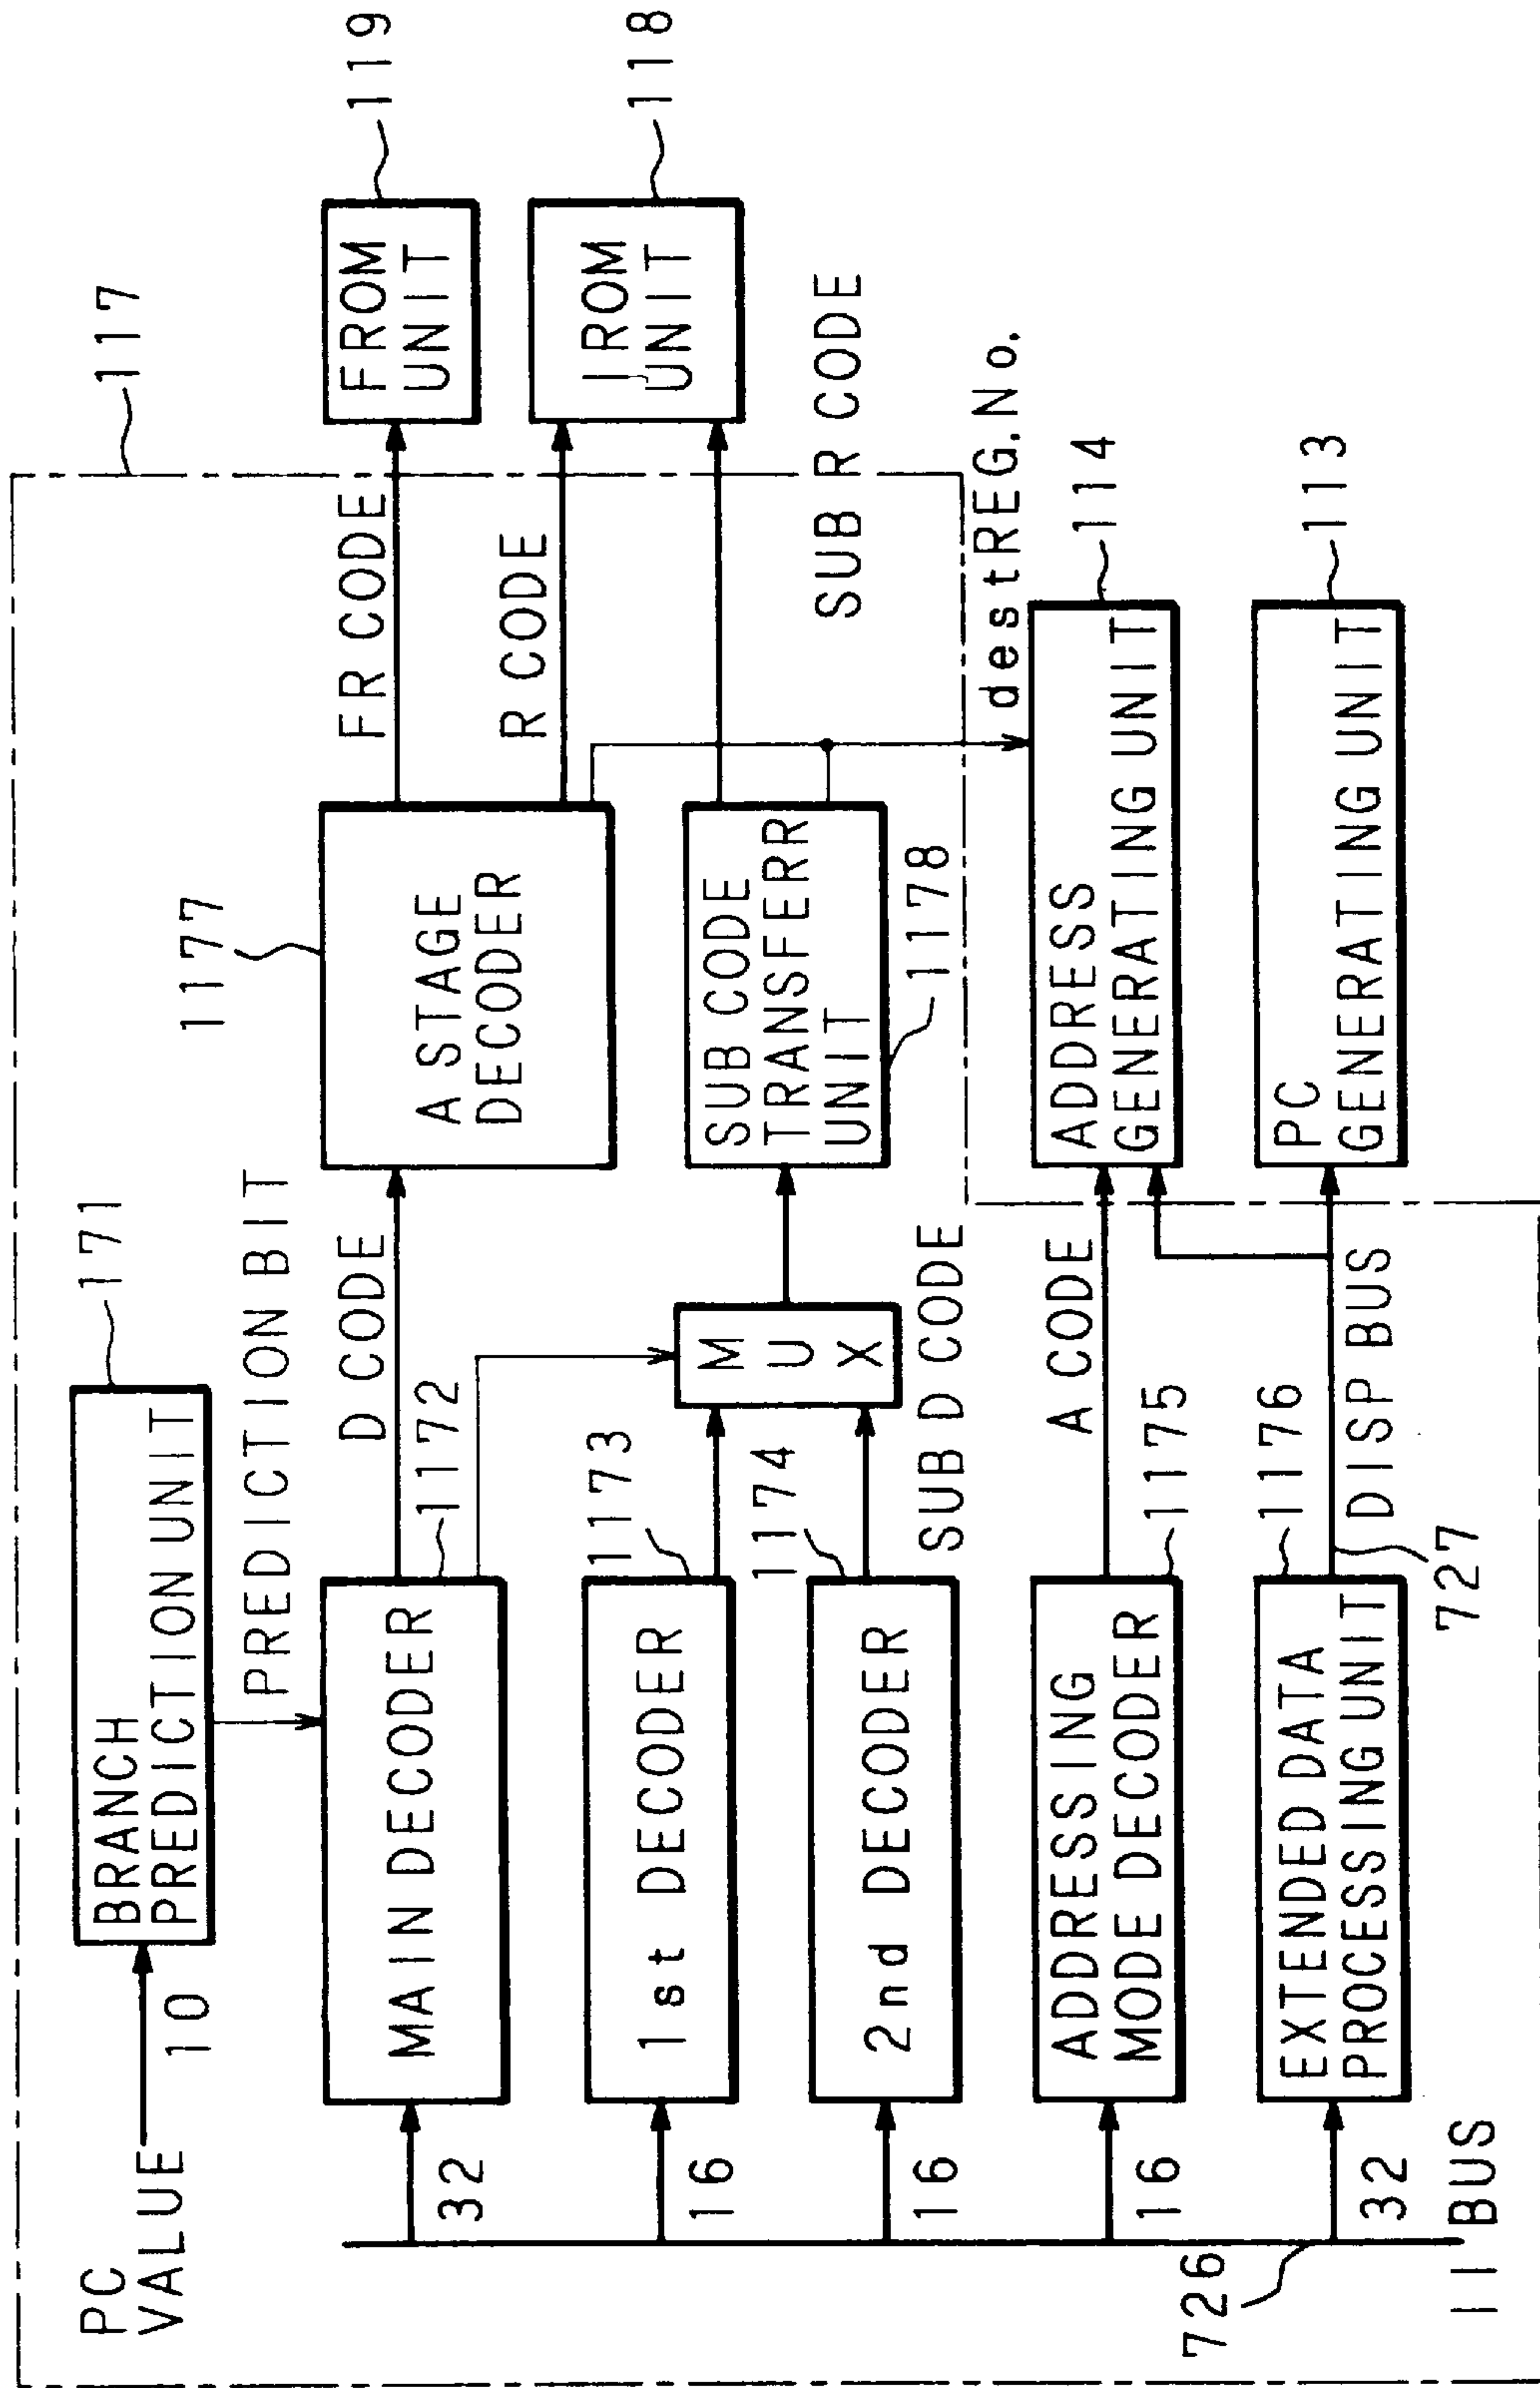 PC
VALUE
10
BRANCH
PREDICTION UNIT
171
PREDICTION BIT
117
32
MAIN DECODER
1172
D CODE
1177
A STAGE
DECODER
FR CODE
FROM
UNIT
119
R CODE
IROM
UNIT
118
16
1st DECODER
1173
MUX
SUB CODE
TRANSFERR
UNIT
1178
SUB R CODE
16
2nd DECODER
1174
SUB D CODE
destREG.No.
16
ADDRESSING
MODE DECODER
1175
A CODE
ADDRESS
GENERATING UNIT
114
32
EXTENDED DATA
PROCESSING UNIT
1176
DISP BUS
727
PC
GENERATING UNIT
113
726
II BUS